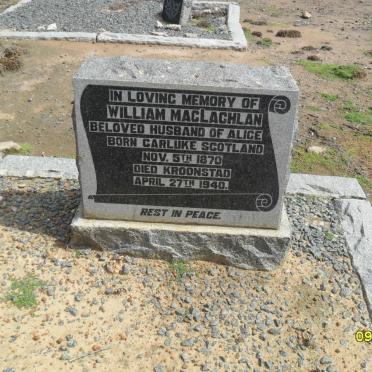 IN LOVING MEMORY OF
WILLIAM MACLACHLAN
BELOVED HUSBAND OF ALICE
BORN CARLUKE SCOTLAND
NOV. 5TH 1870
DIED KROONSTAD
APRIL 27TH 1940.
REST IN PEACE.
09